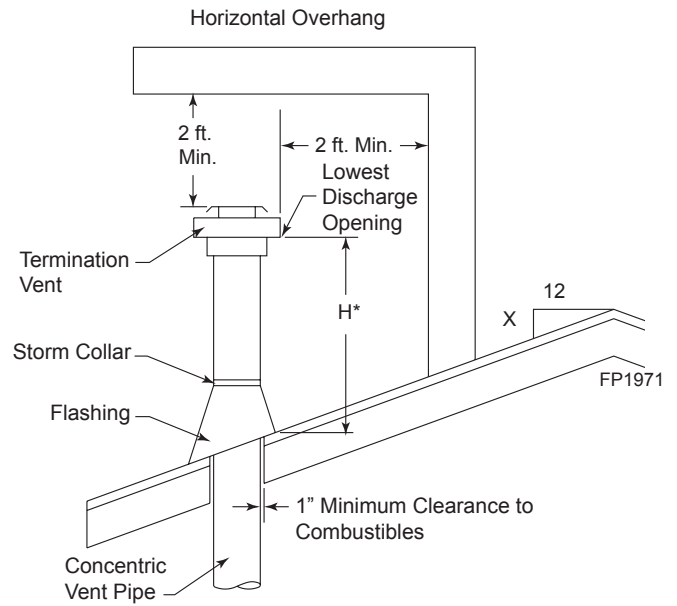 Horizontal Overhang
2 ft.
Min.
2 ft. Min.
Lowest
Discharge
Opening
Termination
Vent
H*
12
X
Storm Collar
FP1971
Flashing
1” Minimum Clearance to
Combustibles
Concentric
Vent Pipe